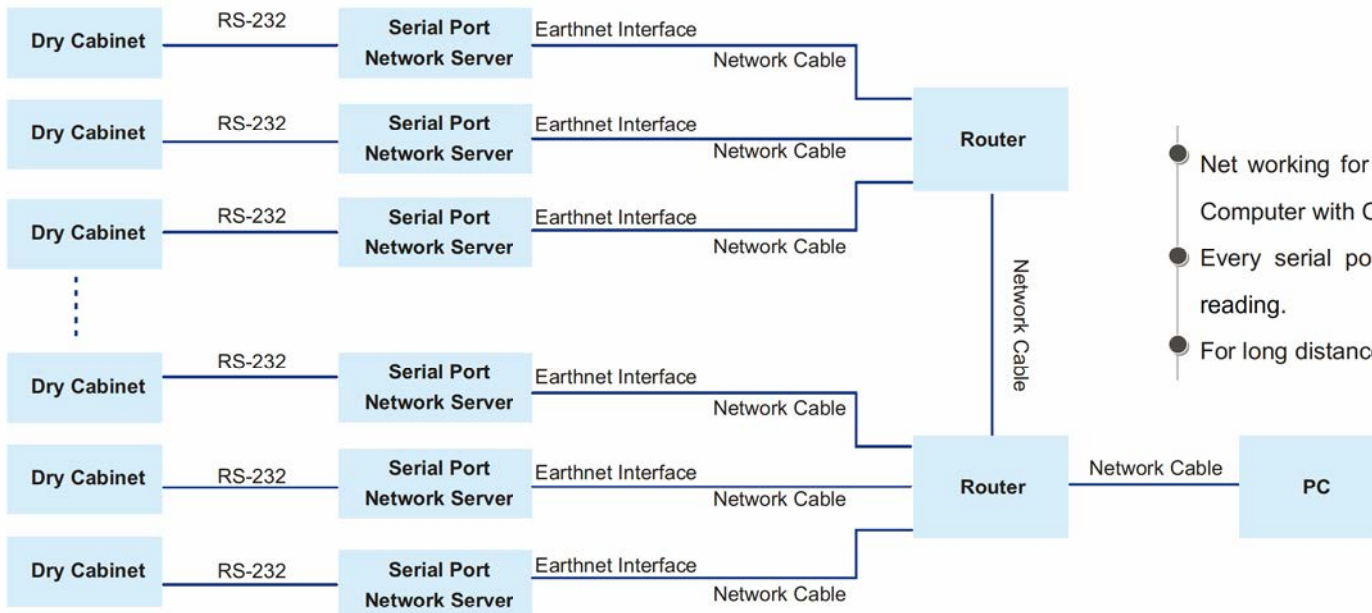 Dry Cabinet
RS-232
Serial Port
Network Server
Earthnet Interface
Network Cable
Dry Cabinet
RS-232
Serial Port
Network Server
Earthnet Interface
Network Cable
Dry Cabinet
RS-232
Serial Port
Network Server
Earthnet Interface
Network Cable
Router
Network Cable
Dry Cabinet
RS-232
Serial Port
Network Server
Earthnet Interface
Network Cable
Dry Cabinet
RS-232
Serial Port
Network Server
Earthnet Interface
Network Cable
Dry Cabinet
RS-232
Serial Port
Network Server
Earthnet Interface
Network Cable
Router
Network Cable
PC
Net working for
Computer with
Every serial
reading.
For long